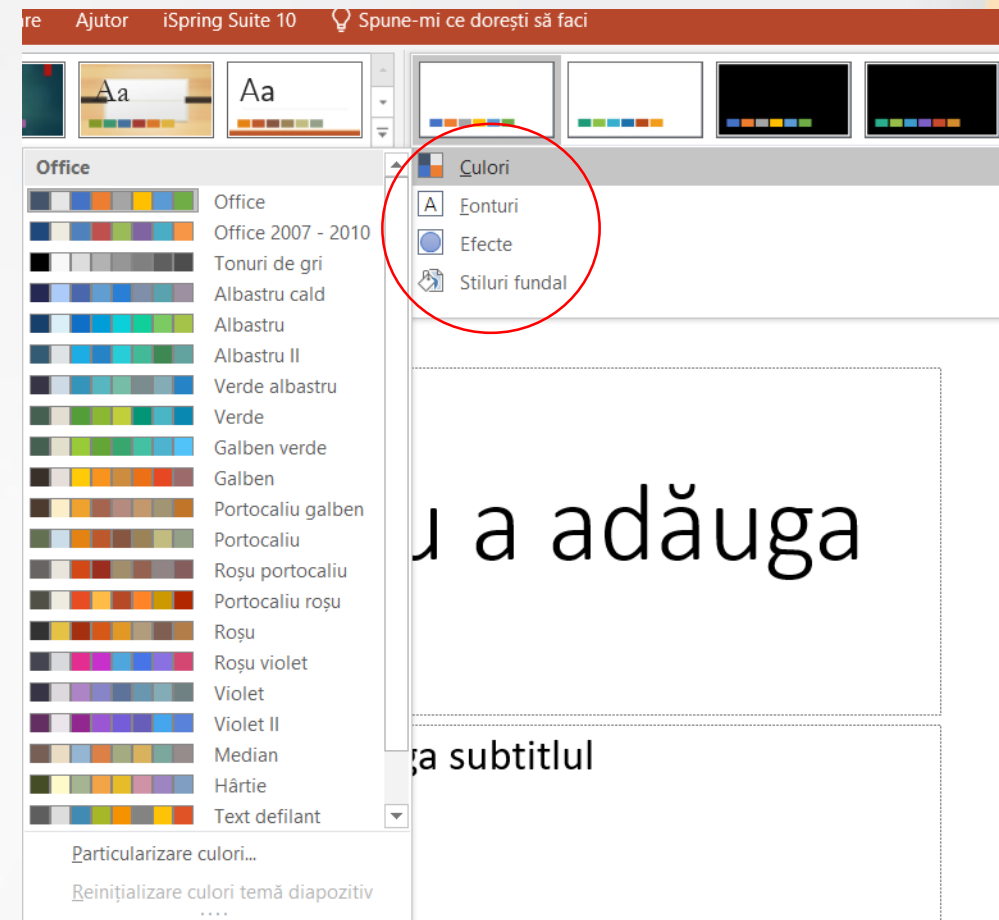 Ajutor iSpring Suite 10 Spune-mi ce dorești să faci
Aa Aa
Office
Office
Office 2007 - 2010
Tonuri de gri
Albastru cald
Albastru
Albastru II
Verde albastru
Verde
Galben verde
Galben
Portocaliu galben
Portocaliu
Roșu portocaliu
Portocaliu roșu
Roșu
Roșu violet
Violet
Violet II
Median
Hârtie
Text defilant
Particularizare culori...
Reinițializare culori temă diapozitiv
Culori
A Fonturi
Efecte
Stiluri fundal
a adăuga
subtitlul